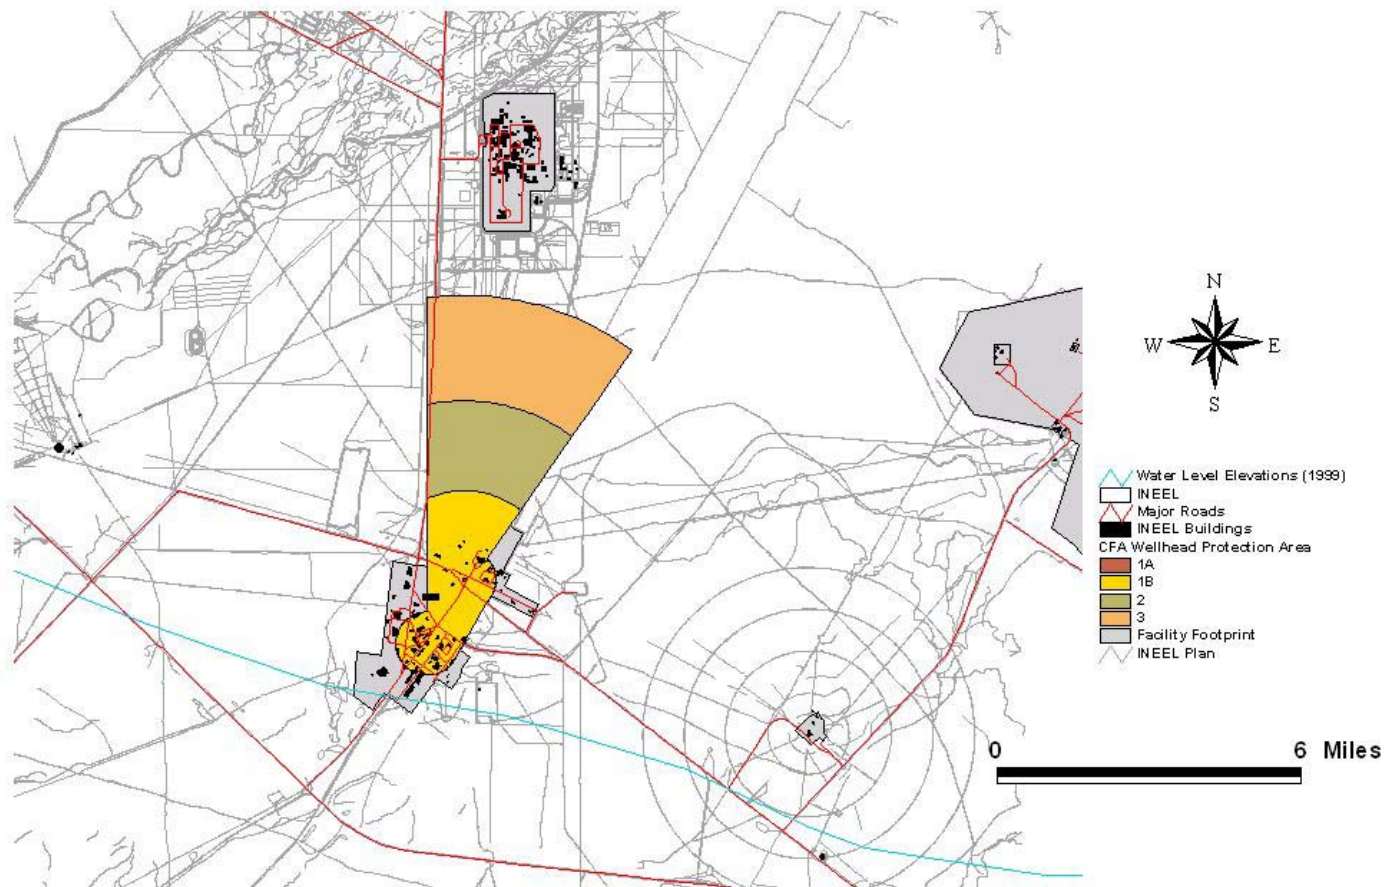 N
W E
S
Water Level Elevations (1999)
INEEL
Major Roads
INEEL Buildings
CFA Wellhead Protection Area
1A
1B
2
3
Facility Footprint
INEEL Plan
0 6 Miles